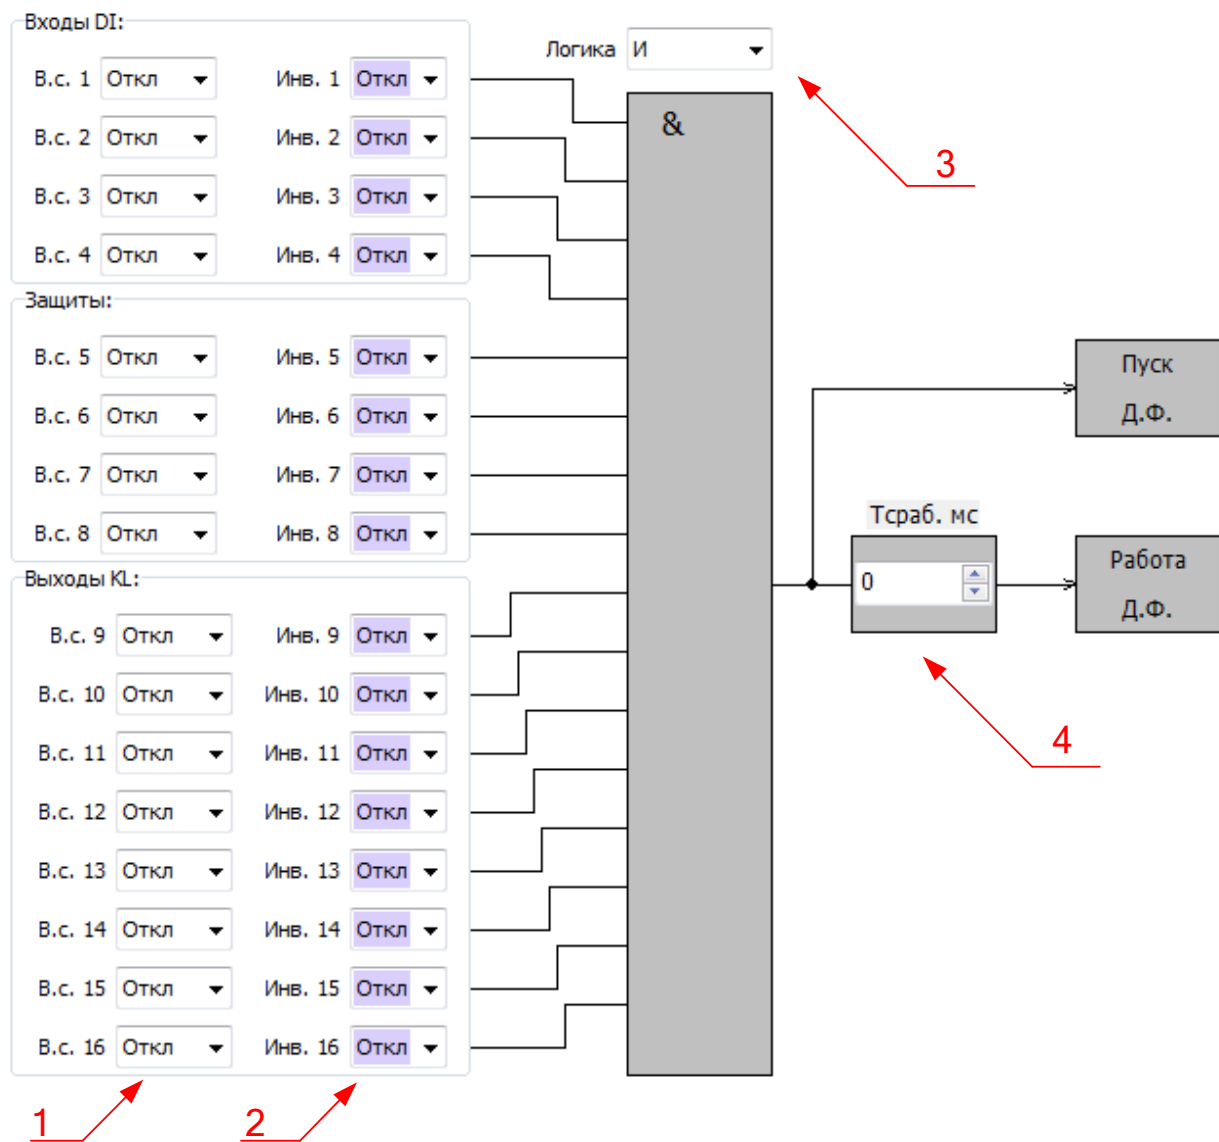 Входы DI:
Логика И
В.с. 1 Откл Инв. 1 Откл
&
В.с. 2 Откл Инв. 2 Откл
3
В.с. 3 Откл Инв. 3 Откл
В.с. 4 Откл Инв. 4 Откл
Защиты:
В.с. 5 Откл Инв. 5 Откл
Пуск
Д.Ф.
В.с. 6 Откл Инв. 6 Откл
В.с. 7 Откл Инв. 7 Откл
Тсраб. мс
В.с. 8 Откл Инв. 8 Откл
0
Работа
Д.Ф.
Выходы KL:
В.с. 9 Откл Инв. 9 Откл
В.с. 10 Откл Инв. 10 Откл
В.с. 11 Откл Инв. 11 Откл
4
В.с. 12 Откл Инв. 12 Откл
В.с. 13 Откл Инв. 13 Откл
В.с. 14 Откл Инв. 14 Откл
В.с. 15 Откл Инв. 15 Откл
В.с. 16 Откл Инв. 16 Откл
1
2